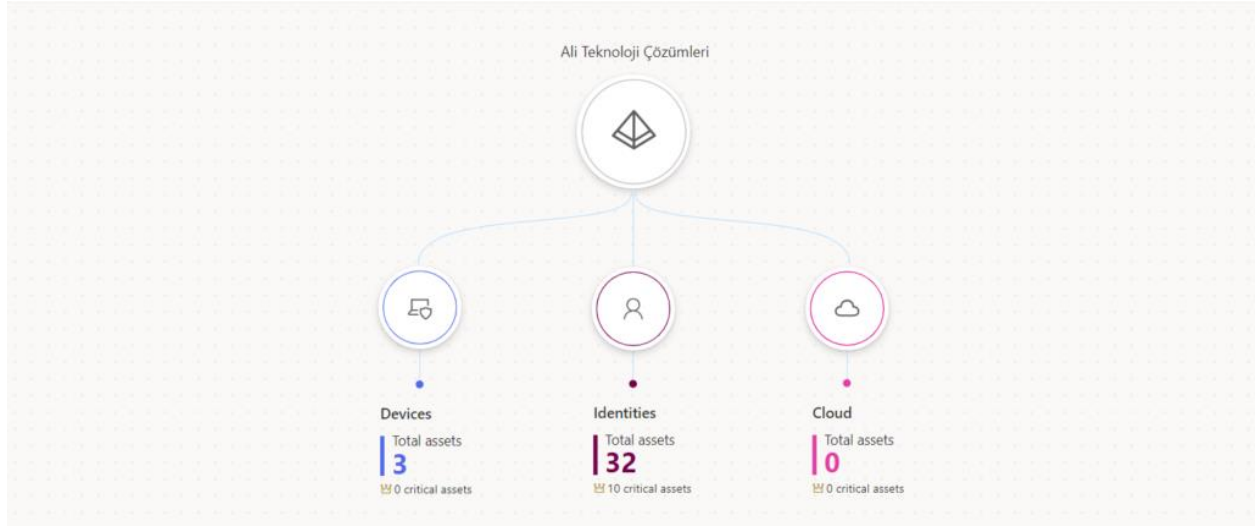 Ali Teknoloji Çözümleri
Devices
Total assets
3
0 critical assets
Identities
Total assets
32
10 critical assets
Cloud
Total assets
0
0 critical assets